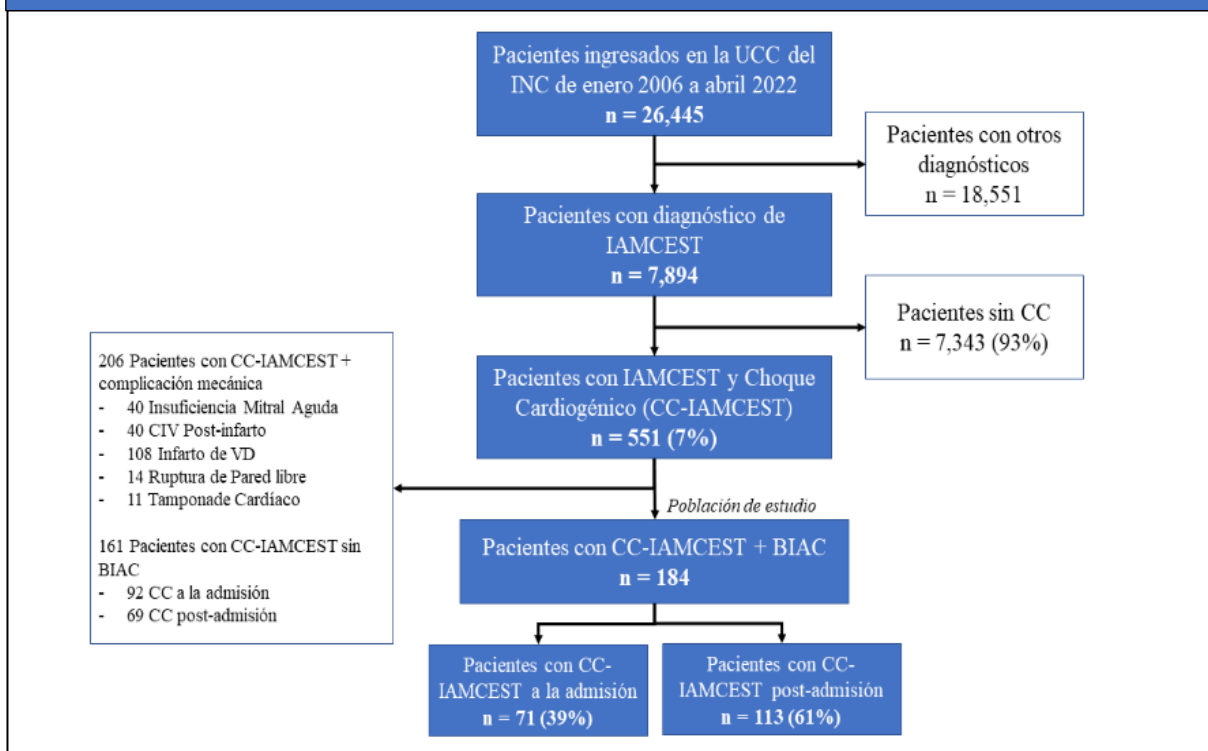 Pacientes ingresados en la UCC del
INC de enero 2006 a abril 2022
n = 26,445
Pacientes con otros
diagnósticos
n = 18,551
Pacientes con diagnóstico de
IAMCEST
n = 7,894
Pacientes sin CC
n = 7,343 (93%)
206 Pacientes con CC-IAMCEST +
complicación mecánica
- 40 Insuficiencia Mitral Aguda
- 40 CIV Post-infarto
- 108 Infarto de VD
- 14 Ruptura de Pared libre
- 11 Tamponade Cardíaco
161 Pacientes con CC-IAMCEST sin
BIAC
- 92 CC a la admisión
- 69 CC post-admisión
Pacientes con IAMCEST y Choque
Cardiogénico (CC-IAMCEST)
n = 551 (7%)
Población de estudio
Pacientes con CC-IAMCEST + BIAC
n = 184
Pacientes con CC-
IAMCEST a la admisión
n = 71 (39%)
Pacientes con CC-
IAMCEST post-admisión
n = 113 (61%)